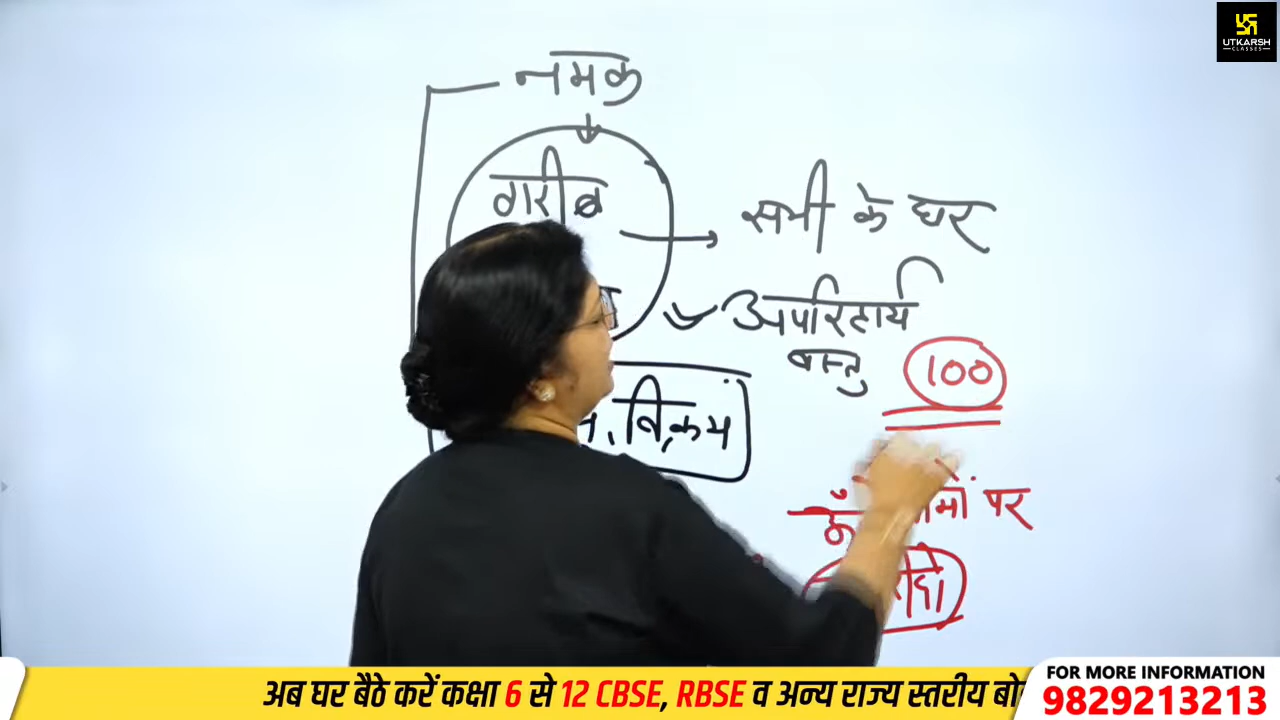 UTKARSH
CLASSES
नमक
गरीब
सभी के घर
अपरिहार्य
वस्तु
100
विक्रय
पर
अब घर बैठे करें कक्षा 6 से 12 CBSE, RBSE व अन्य राज्य स्तरीय
FOR MORE INFORMATION
9829213213